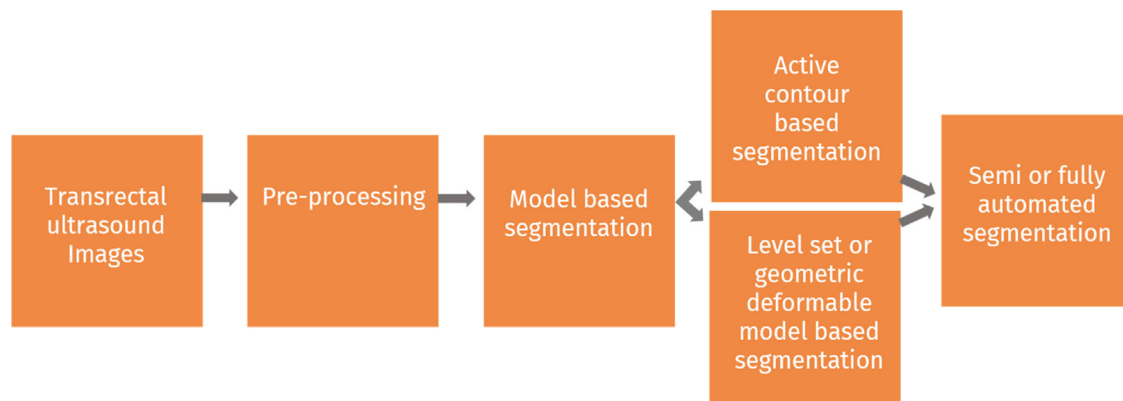 Transrectal
ultrasound
Images
Pre-processing
Model based
segmentation
Active
contour
based
segmentation
Level set or
geometric
deformable
model based
segmentation
Semi or fully
automated
segmentation